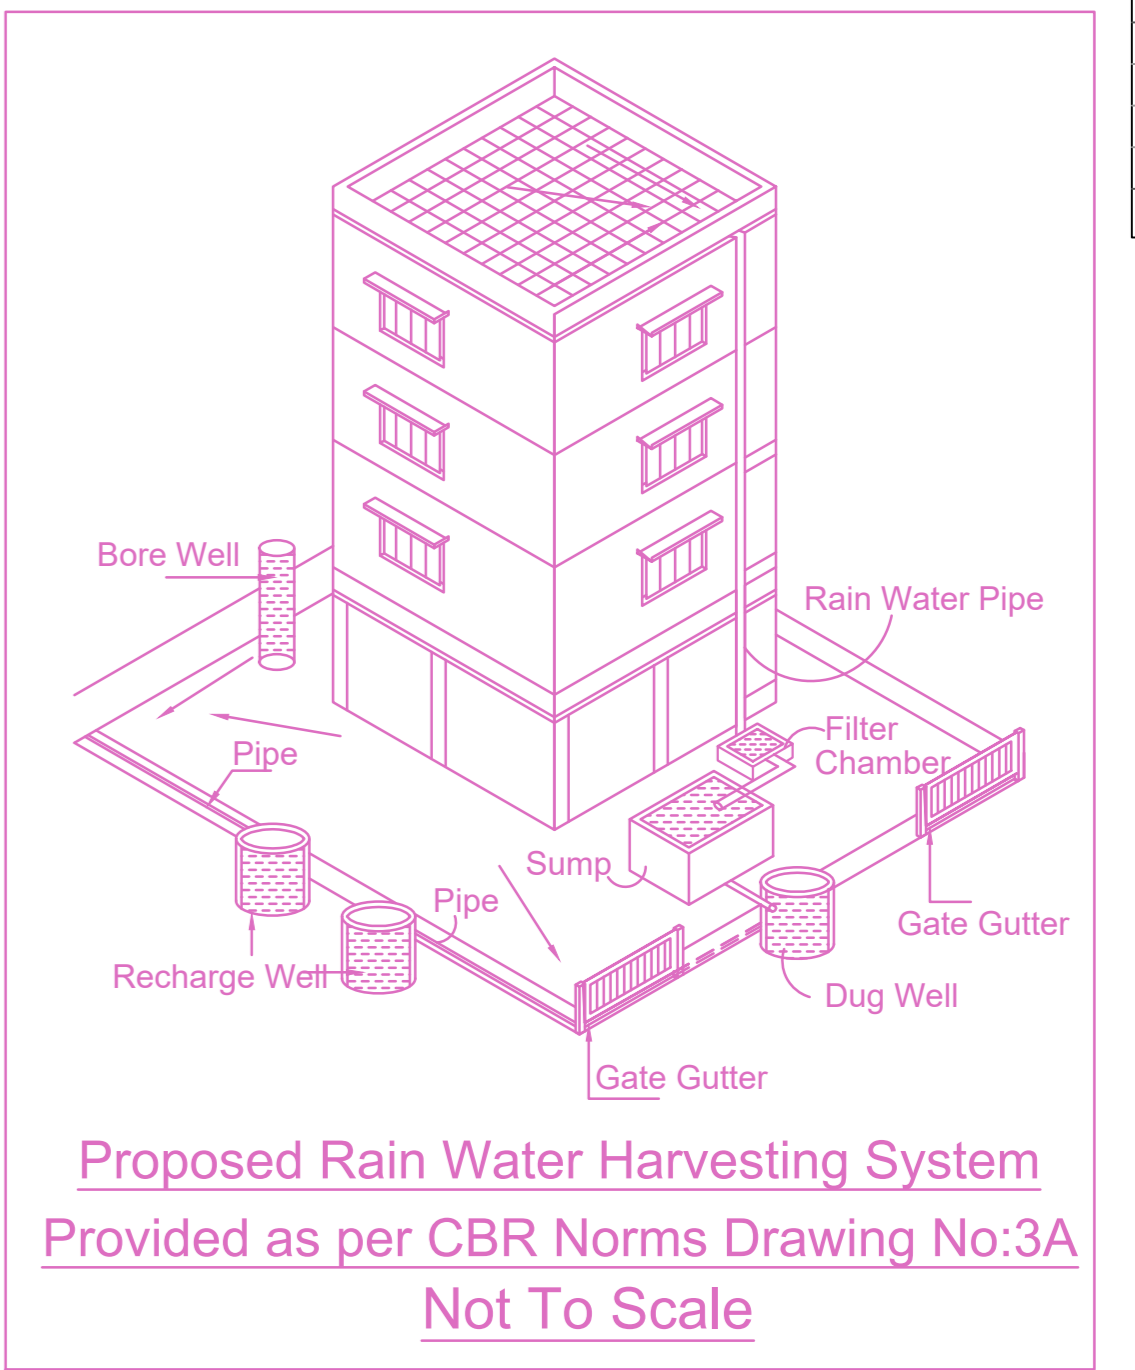 Bore Well
Rain Water Pipe
Filter
Chamber
Pipe
Sump
Pipe
Gate Gutter
Recharge Well
Dug Well
Gate Gutter
Proposed Rain Water Harvesting System
Provided as per CBR Norms Drawing No:3A
Not To Scale